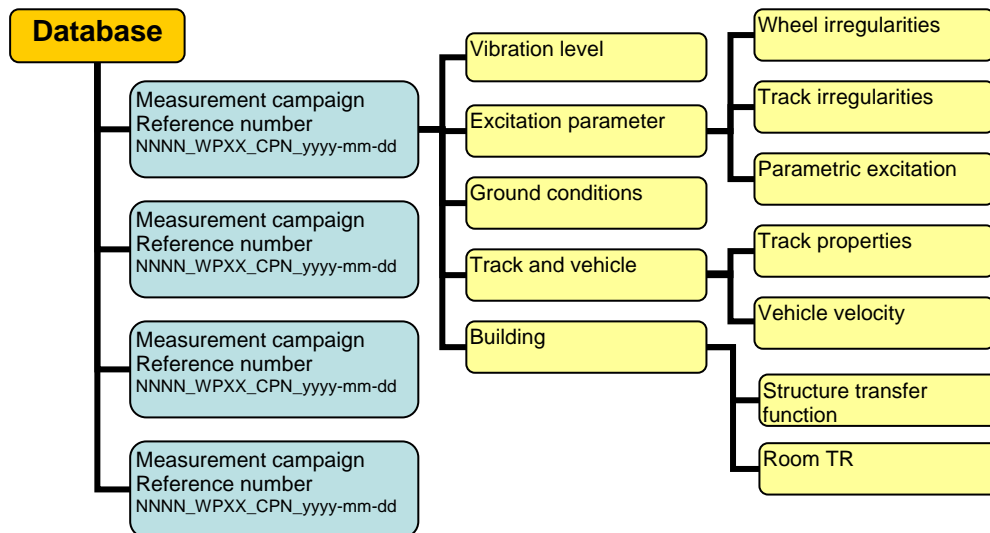 Database
Measurement campaign
Reference number
NNNN_WPXX_CPN_yyyy-mm-dd
Measurement campaign
Reference number
NNNN_WPXX_CPN_yyyy-mm-dd
Measurement campaign
Reference number
NNNN_WPXX_CPN_yyyy-mm-dd
Measurement campaign
Reference number
NNNN_WPXX_CPN_yyyy-mm-dd
Vibration level
Excitation parameter
Ground conditions
Track and vehicle
Building
Wheel irregularities
Track irregularities
Parametric excitation
Track properties
Vehicle velocity
Structure transfer
function
Room TR